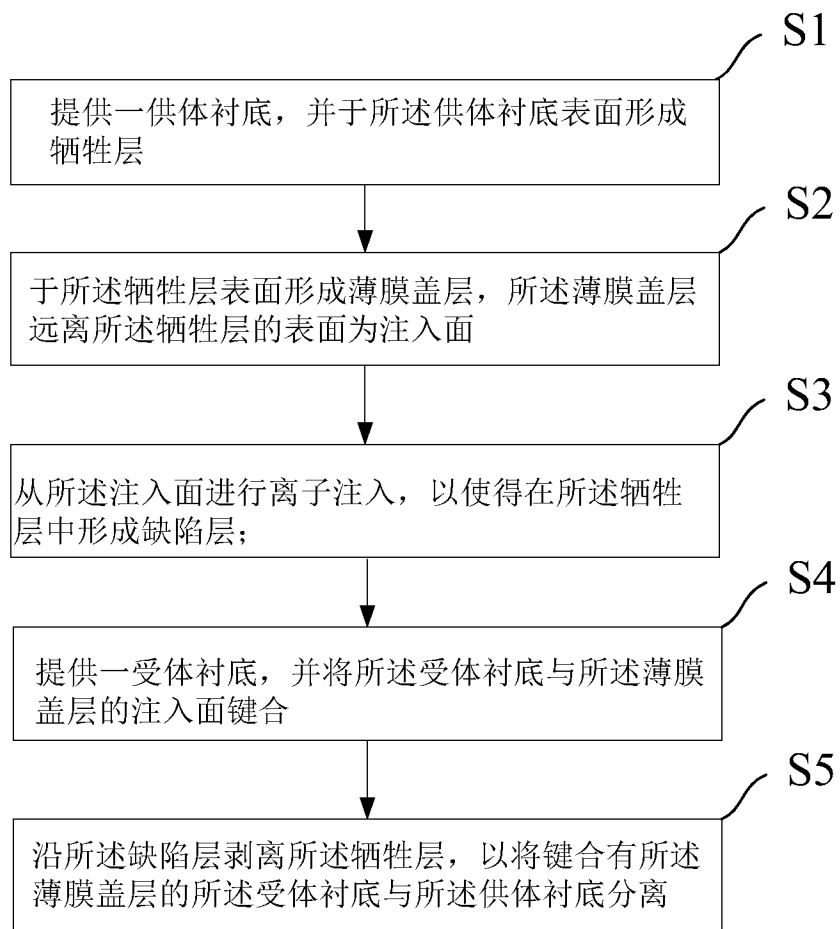 S1
提供一供体衬底，并于所述供体衬底表面形成
牺牲层
S2
于所述牺牲层表面形成薄膜盖层，所述薄膜盖层
远离所述牺牲层的表面为注入面
S3
从所述注入面进行离子注入，以使得在所述牺牲
层中形成缺陷层；
S4
提供一受体衬底，并将所述受体衬底与所述薄膜
盖层的注入面键合
S5
沿所述缺陷层剥离所述牺牲层，以将键合有所述
薄膜盖层的所述受体衬底与所述供体衬底分离